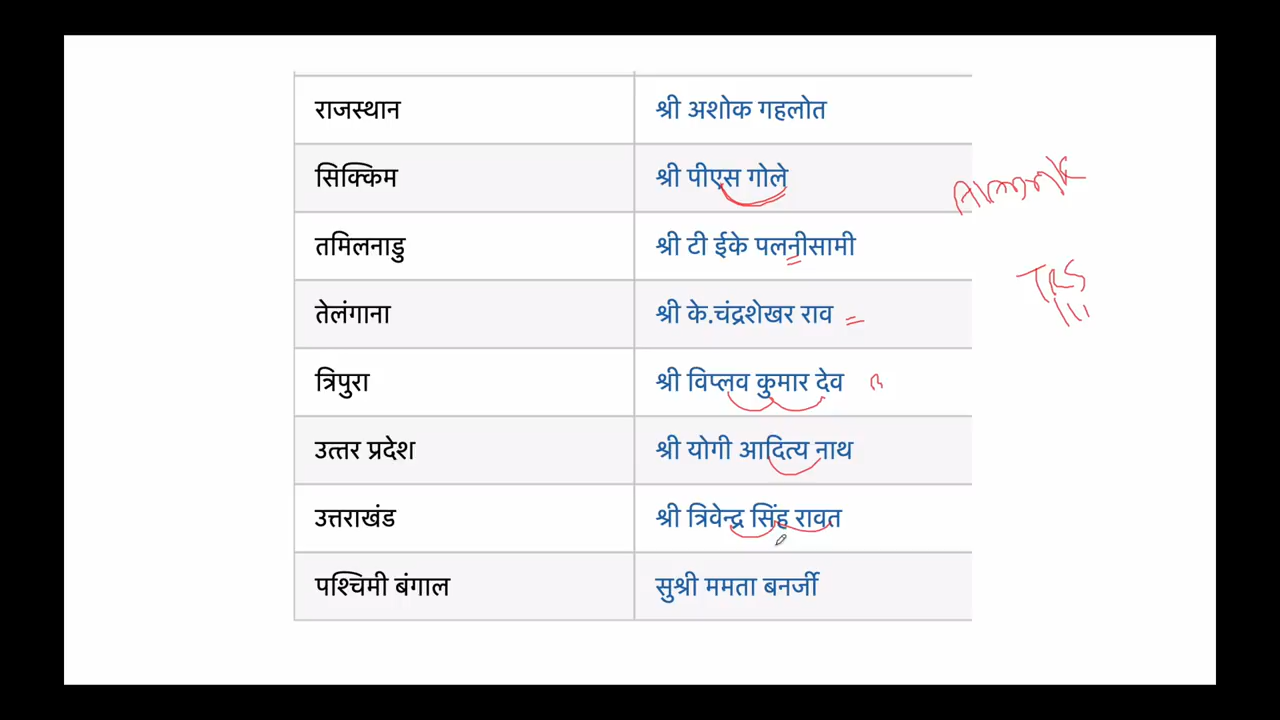 राजस्थान श्री अशोक गहलोत
सिक्किम श्री पीएस गोले
तमिलनाडु श्री टी ईके पलनीसामी
तेलंगाना श्री के.चंद्रशेखर राव
TRS
त्रिपुरा श्री विप्लव कुमार देव
उत्तर प्रदेश श्री योगी आदित्य नाथ
उत्तराखंड श्री त्रिवेन्द्र सिंह रावत
पश्चिमी बंगाल सुश्री ममता बनर्जी